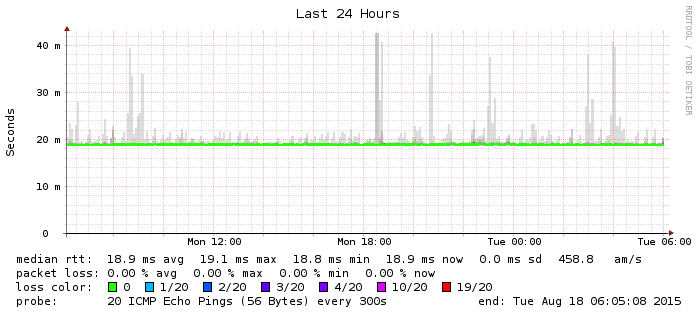 Last 24 Hours
RRDTOOL / TOBI OETIKER
Seconds
40 m
30 m
20 m
10 m
0
Mon 12:00 Mon 18:00 Tue 00:00 Tue 06:00
median rtt: 18.9 ms avg 19.1 ms max 18.8 ms min 18.9 ms now 0.0 ms sd 458.8 am/s
packet loss: 0.00 % avg 0.00 % max 0.00 % min 0.00 % now
loss color: 0 1/20 2/20 3/20 4/20 10/20 19/20
probe: 20 ICMP Echo Pings (56 Bytes) every 300s end: Tue Aug 18 06:05:08 2015